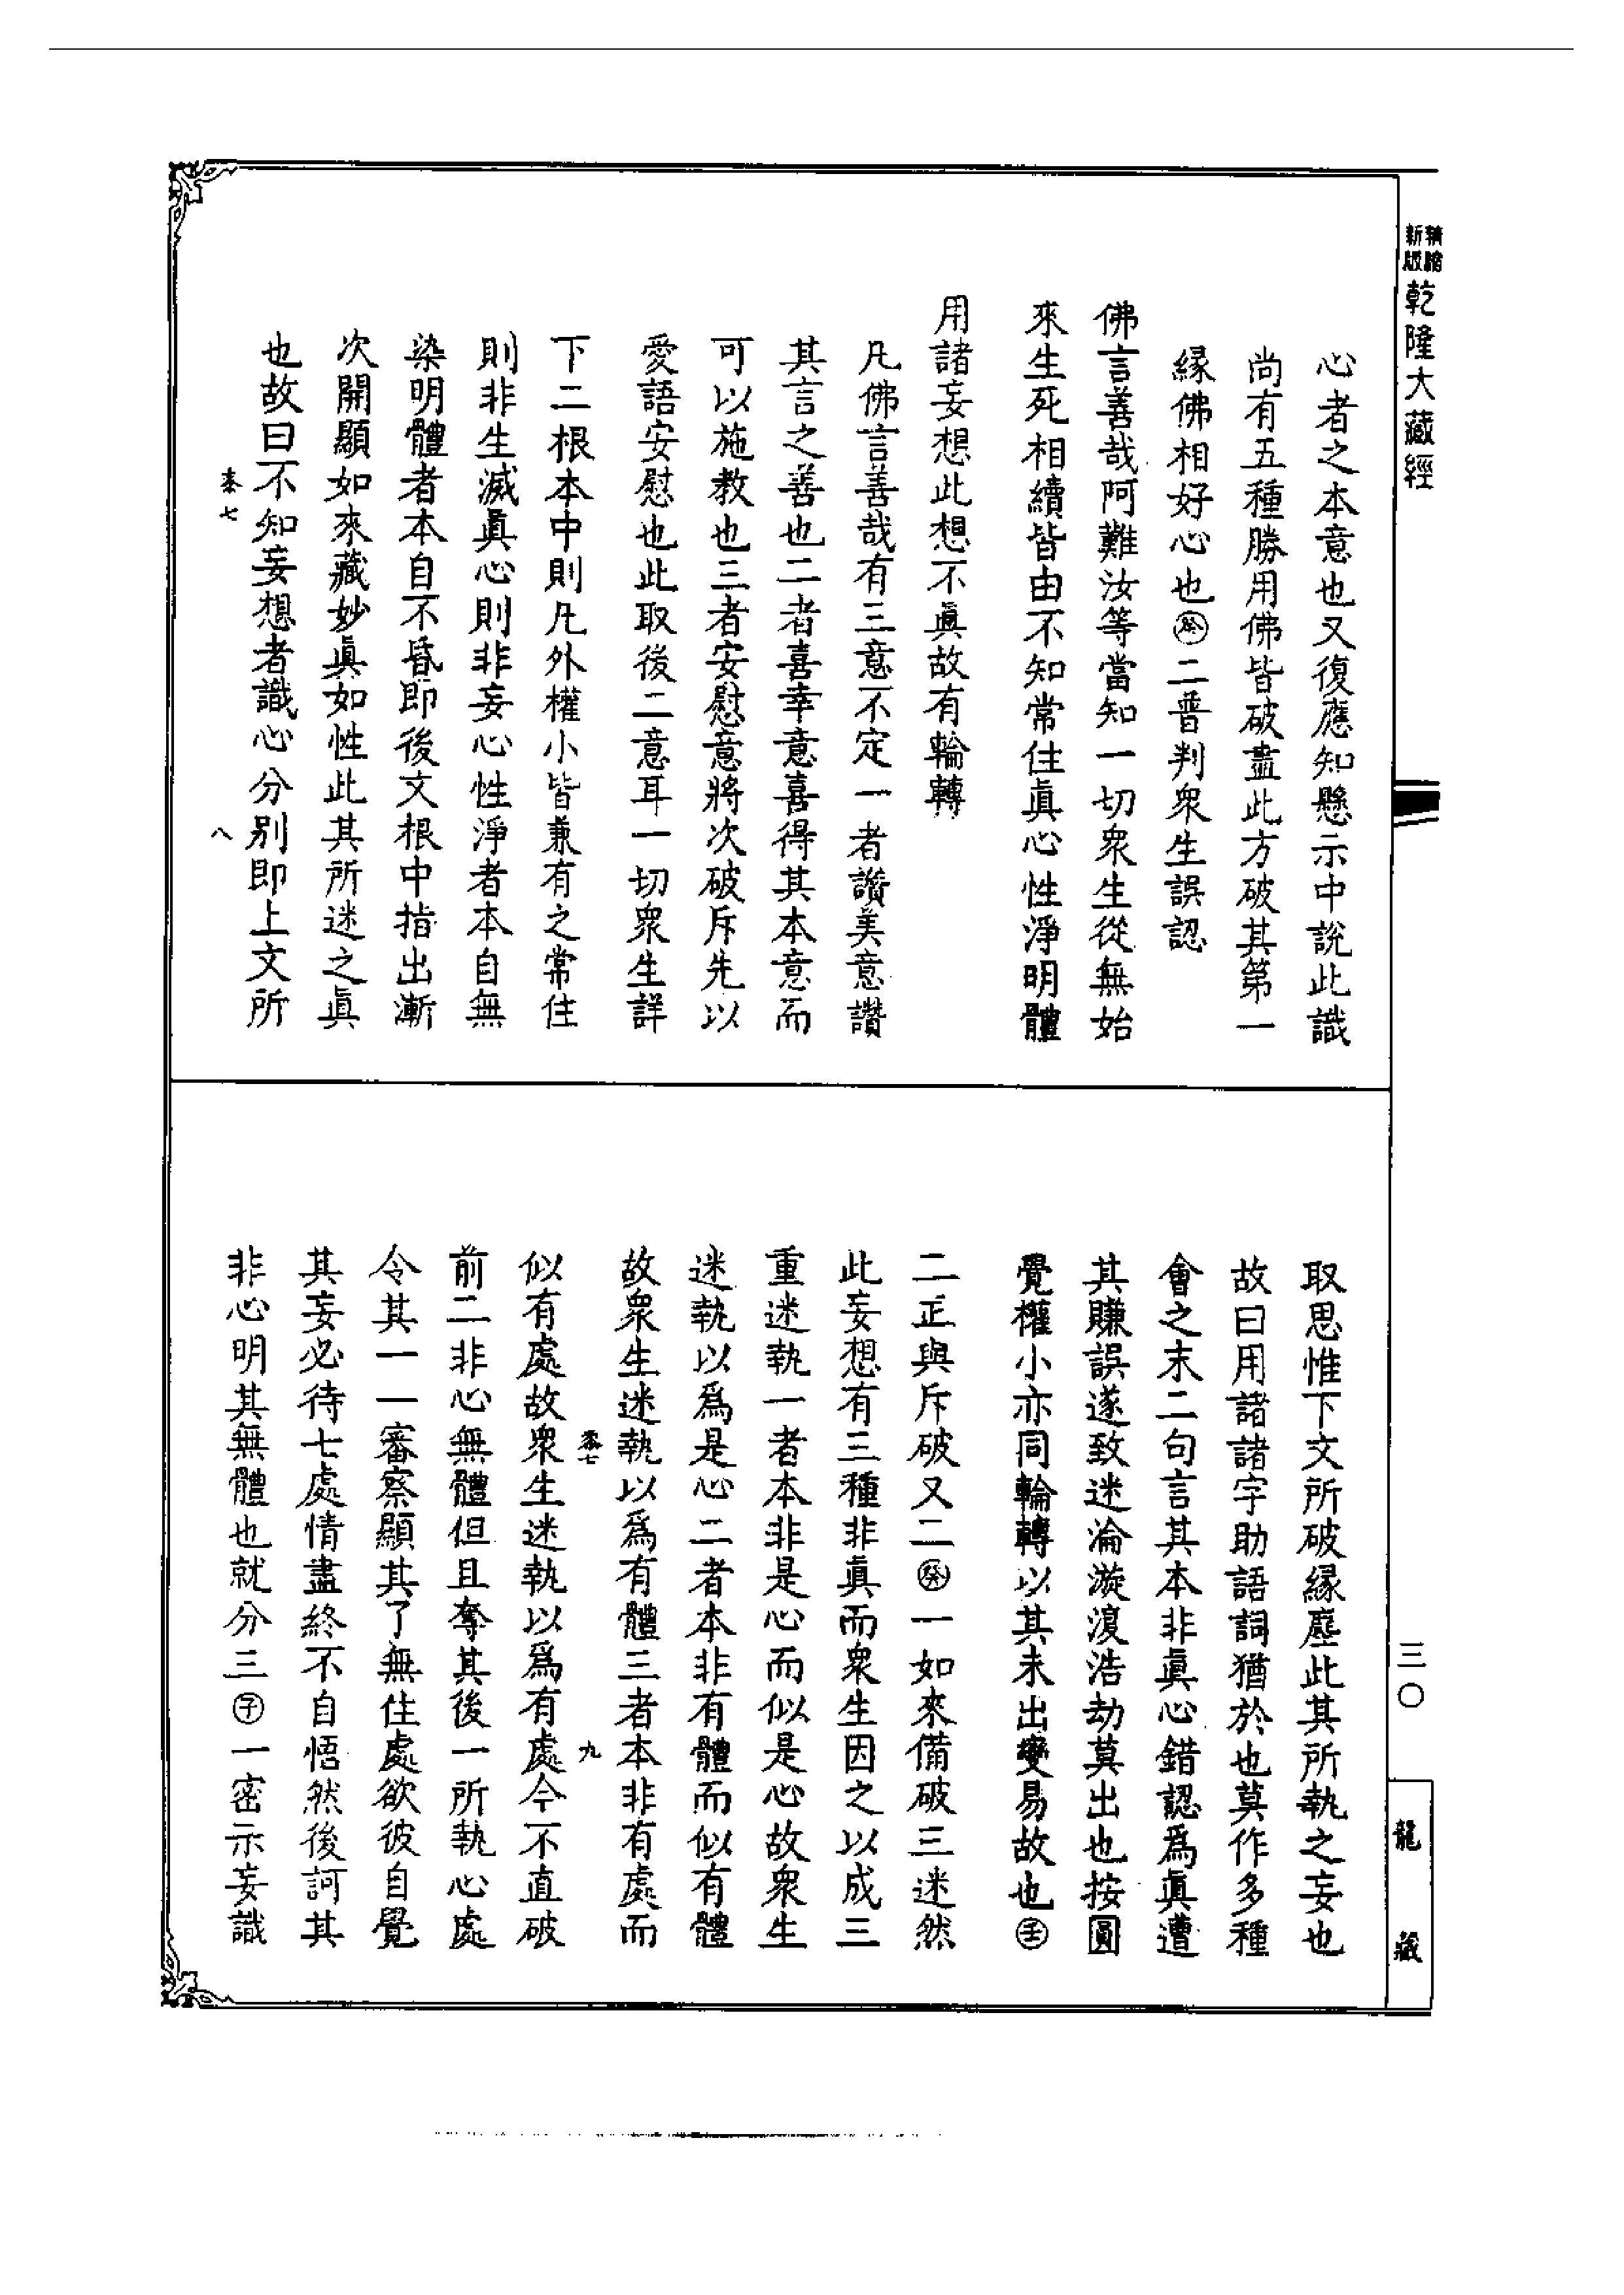 精縮
新版
乾隆大藏經
心者之本意也又復應知懸示中說此識
尚有五種勝用佛皆破盡此方破其第一
緣佛相好心也㊋二普判衆生誤認
佛言善哉阿難汝等當知一切衆生從無始
來生死相續皆由不知常住眞心性淨明體
用諸妄想此想不眞故有輪轉
凡佛言善哉有三意不定一者讚美意讚
其言之善也二者喜幸意喜得其本意而
可以施教也三者安慰意將次破斥先以
愛語安慰也此取後二意耳一切衆生詳
下二根本中則凡外權小皆兼有之常住
則非生滅眞心則非妄心性淨者本自無
染明體者本自不昏即後文根中指出漸
次開顯如來藏妙眞如性此其所迷之眞
也故曰不知妄想者識心分別即上文所
泰七
八
取思惟下文所破緣塵此其所執之妄也
故曰用諸諸字助語詞猶於也莫作多種
會之末二句言其本非眞心錯認爲眞遭
其賺誤遂致迷淪漩澓浩劫莫出也按圓
覺權小亦同輪轉以其未出變易故也㊛壬
二正與斥破又二癸一如來備破三迷然
此妄想有三種非眞而衆生因之以成三
重迷執一者本非是心而似是心故衆生
迷執以爲是心二者本非有體而似有體
故衆生迷執以爲有體三者本非有處而
泰七
九
似有處故衆生迷執以爲有處今不直破
前二非心無體但且奪其後一所執心處
令其一一審察顯其了無住處欲彼自覺
其妄必待七處情盡終不自悟然後訶其
非心明其無體也就分三子一密示妄識
三〇
龍藏